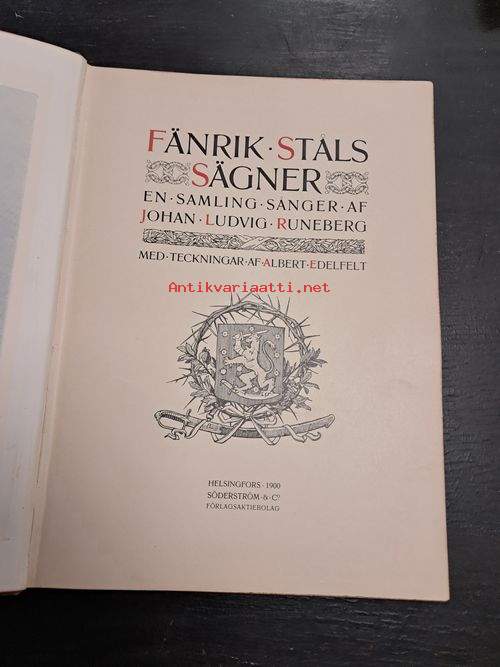 FÄNRIK · STÅLS
SÄGNER
EN · SAMLING · SÅNGER · AF
JOHAN · LUDVIG · RUNEBERG
MED · TECKNINGAR · AF · ALBERT · EDELFELT
Antikvariaatti.net
HELSINGFORS · 1900
SÖDERSTRÖM · & · Cº
FÖRLAGSAKTIEBOLAG